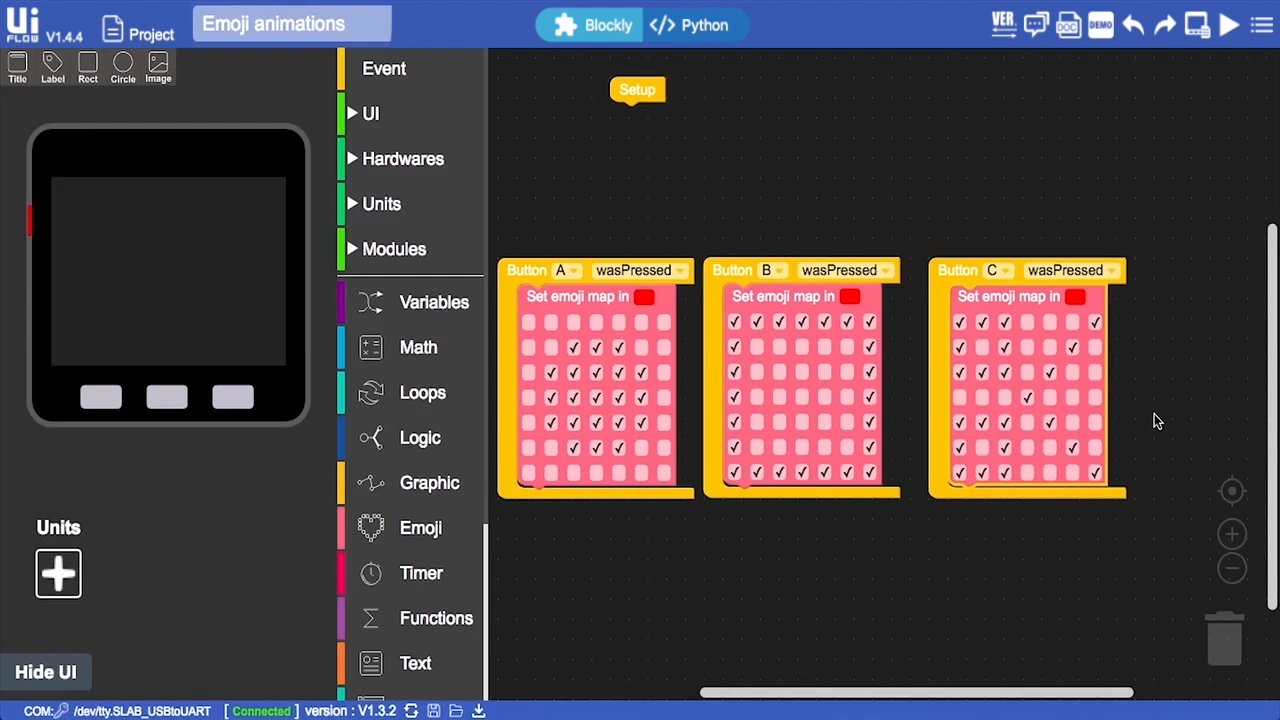 Ui
FLOW V1.4.4
Project
Emoji animations
Blockly
Python
VER.
DOC
DEMO
Title
Label
Rect
Circle
Image
Event
UI
Hardwares
Units
Modules
Variables
Math
Loops
Logic
Graphic
Emoji
Timer
Functions
Text
Setup
Button A wasPressed
Set emoji map in
Button B wasPressed
Set emoji map in
Button C wasPressed
Set emoji map in
Units
Hide UI
COM: /dev/tty.SLAB_USBtoUART [ Connected ] version : V1.3.2